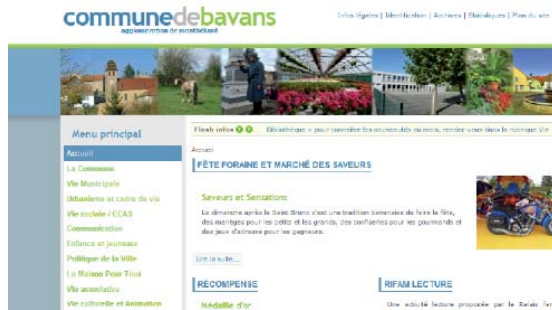 communedebavans
agglomération de montbéliard
Infos légales | Identification | Archives | Statistiques | Plan du site
Menu principal
Accueil
La Commune
Vie Municipale
Urbanisme et cadre de vie
Vie sociale / CCAS
Communication
Enfance et jeunesse
Politique de la Ville
La Maison Pour Tous
Vie associative
Vie culturelle et Animation
Flash infos
Bibliothèque » pour connaître les nouveautés du mois, rendez-vous dans la rubrique Vie
Accueil
FÊTE FORAINE ET MARCHÉ DES SAVEURS
Saveurs et Sensations
Le dimanche après la Saint Bruno c'est une tradition bavanaise de faire la fête,
des manèges pour les petits et les grands, des confiseries pour les gourmands et
des jeux d'adresse pour les gagneurs.
Lire la suite...
RÉCOMPENSE
Médaille d'or
RIFAM LECTURE
Une activité lecture proposée par le Relais